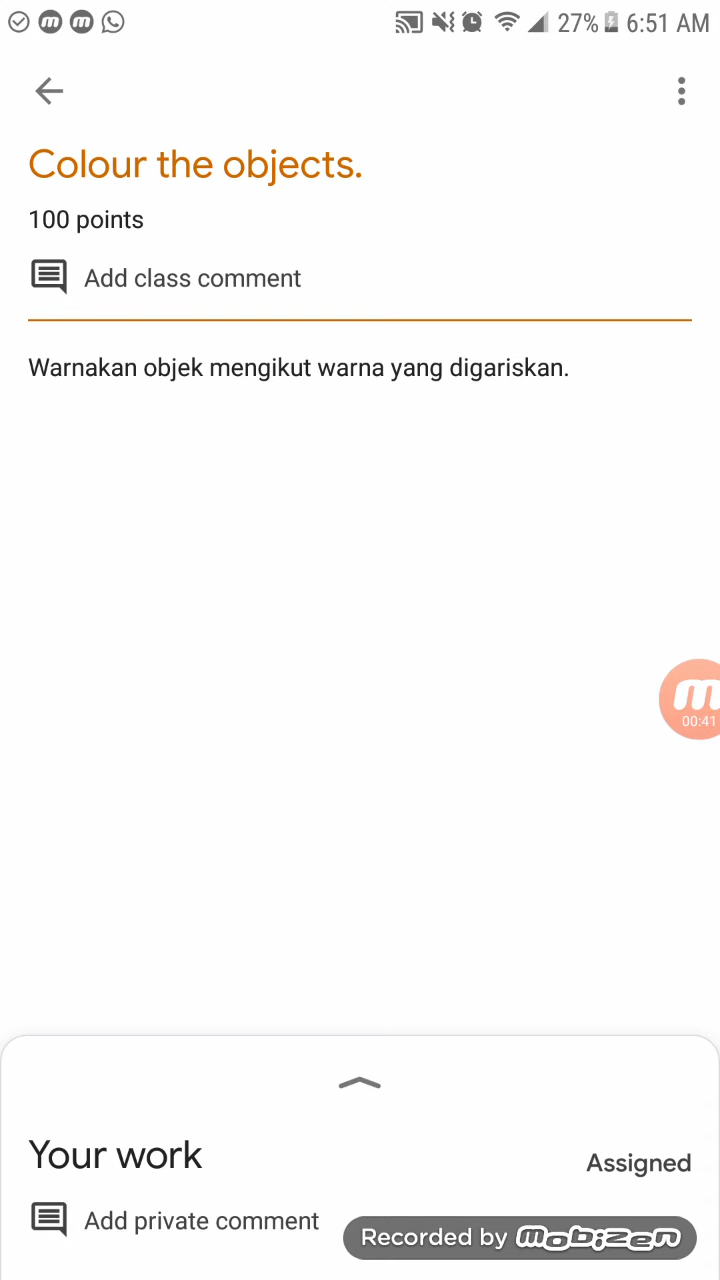 27% 6:51 AM
Colour the objects.
100 points
Add class comment
Warnakan objek mengikut warna yang digariskan.
m
00:41
Your work
Assigned
Add private comment
Recorded by mobizen